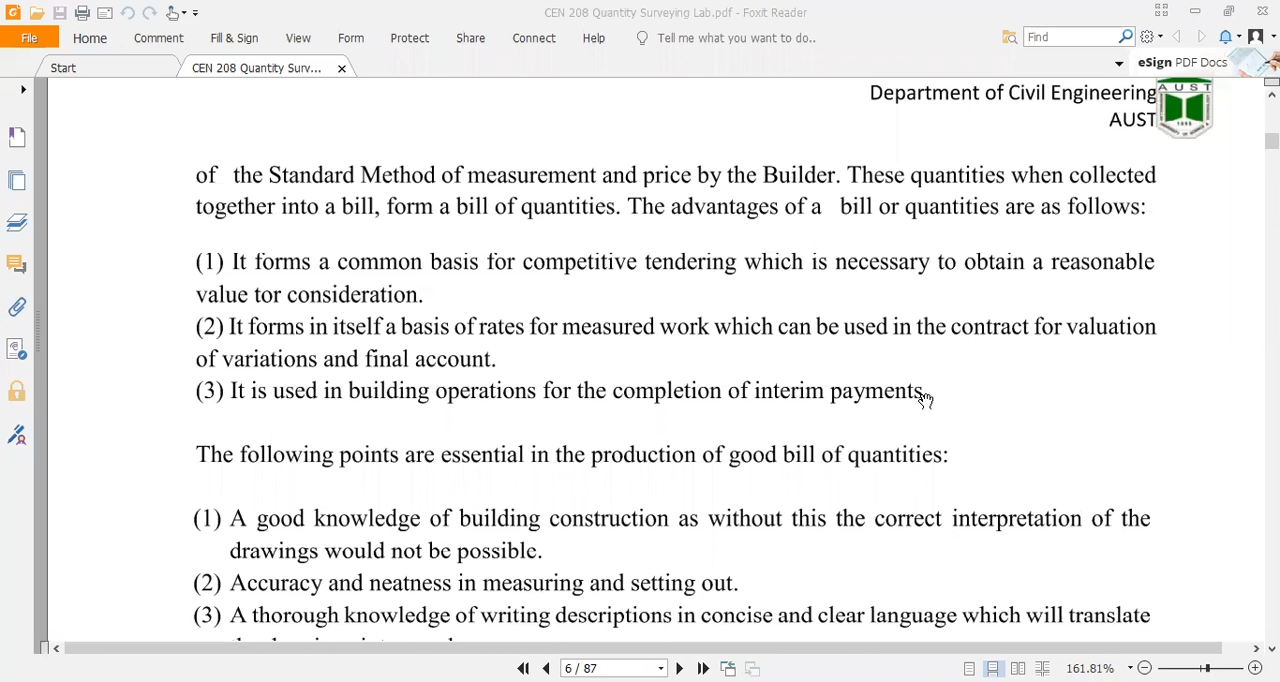 CEN 208 Quantity Surveying Lab.pdf - Foxit Reader
File Home Comment Fill & Sign View Form Protect Share Connect Help Tell me what you want to do.. Find
Start CEN 208 Quantity Surv... eSign PDF Docs
Department of Civil Engineering
AUST
AUST
of the Standard Method of measurement and price by the Builder. These quantities when collected
together into a bill, form a bill of quantities. The advantages of a bill or quantities are as follows:
(1) It forms a common basis for competitive tendering which is necessary to obtain a reasonable
value tor consideration.
(2) It forms in itself a basis of rates for measured work which can be used in the contract for valuation
of variations and final account.
(3) It is used in building operations for the completion of interim payments
The following points are essential in the production of good bill of quantities:
(1) A good knowledge of building construction as without this the correct interpretation of the
drawings would not be possible.
(2) Accuracy and neatness in measuring and setting out.
(3) A thorough knowledge of writing descriptions in concise and clear language which will translate
6 / 87 161.81%